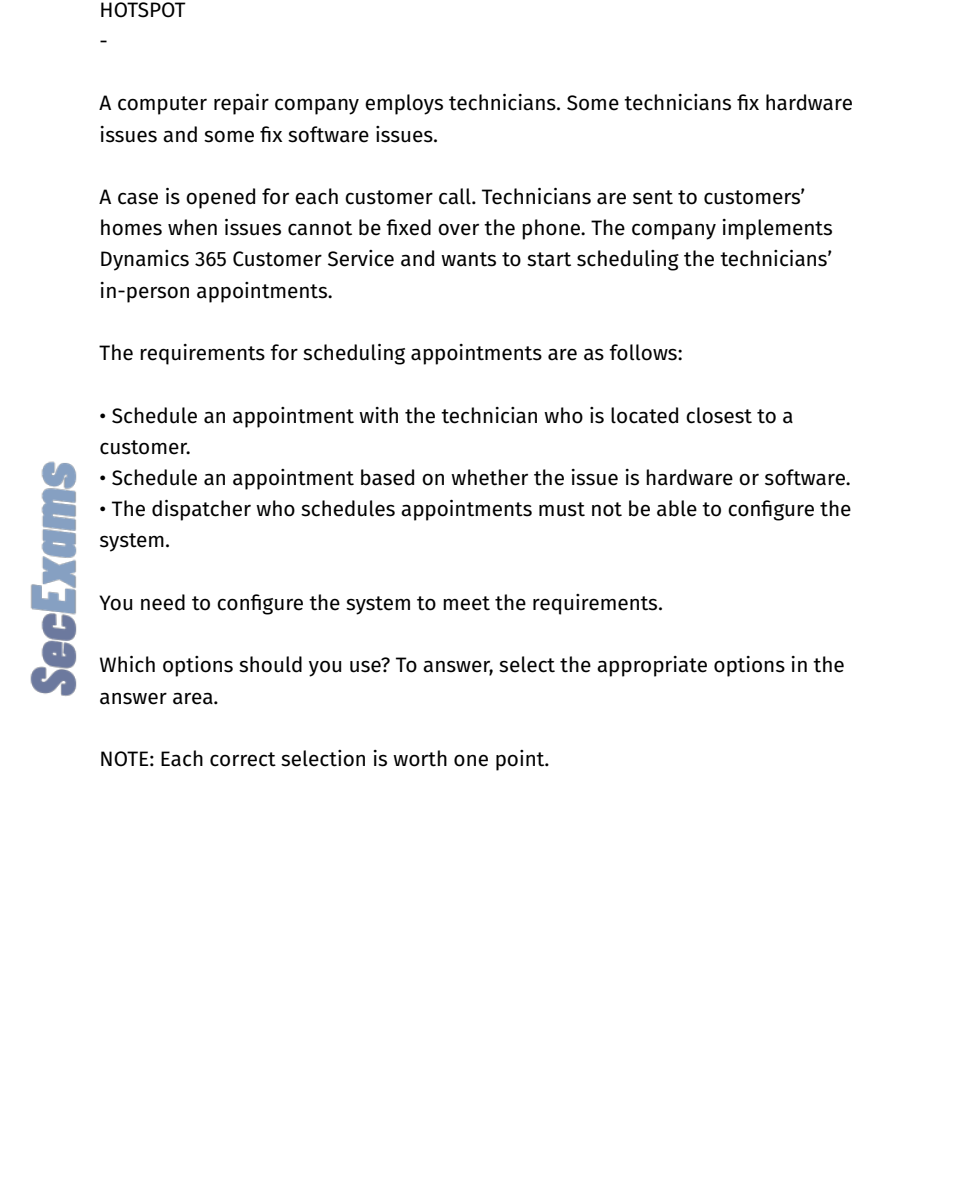 HOTSPOT
-
A computer repair company employs technicians. Some technicians fix hardware
issues and some fix software issues.
A case is opened for each customer call. Technicians are sent to customers’
homes when issues cannot be fixed over the phone. The company implements
Dynamics 365 Customer Service and wants to start scheduling the technicians’
in-person appointments.
The requirements for scheduling appointments are as follows:
• Schedule an appointment with the technician who is located closest to a
customer.
• Schedule an appointment based on whether the issue is hardware or software.
• The dispatcher who schedules appointments must not be able to configure the
system.
You need to configure the system to meet the requirements.
Which options should you use? To answer, select the appropriate options in the
answer area.
NOTE: Each correct selection is worth one point.
SecExams